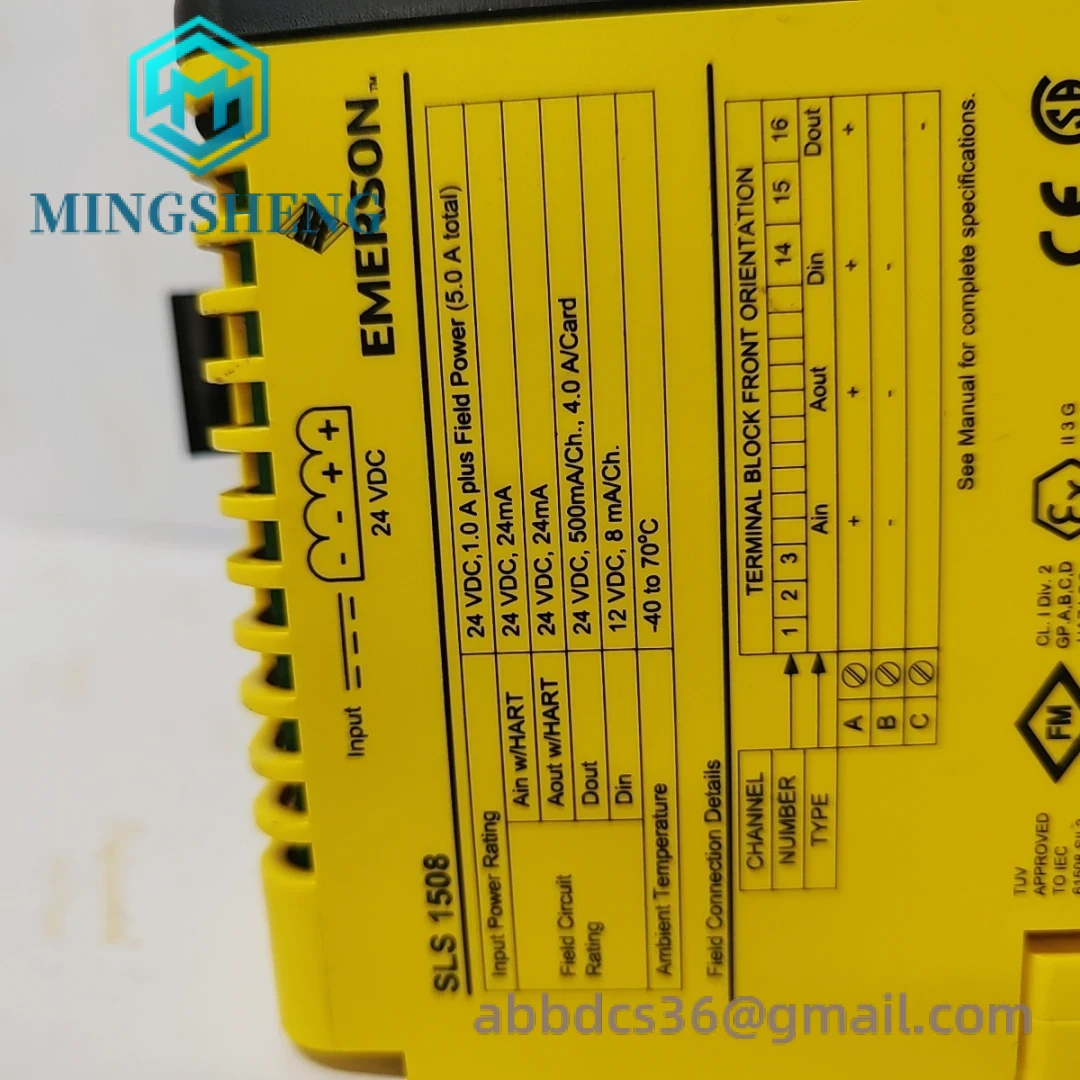 MINGSHENG
EMERSON™
SLS 1508
Input
24 VDC
- - + +
Input Power Rating 24 VDC, 1.0 A plus Field Power (5.0 A total)
Field Circuit Rating
Ain w/HART 24 VDC, 24mA
Aout w/HART 24 VDC, 24mA
Dout 24 VDC, 500mA/Ch., 4.0 A/Card
Din 12 VDC, 8 mA/Ch.
Ambient Temperature -40 to 70°C
Field Connection Details
CHANNEL TERMINAL BLOCK FRONT ORIENTATION
NUMBER 1 2 3 14 15 16
TYPE Ain Aout Din Dout
A + + + +
B - - -
C -
See Manual for complete specifications.
TUV
APPROVED
TO IEC
FM
CL. I Div. 2
GP. A,B,C,D
Ex II 3 G
CE
abbdcs36@gmail.com